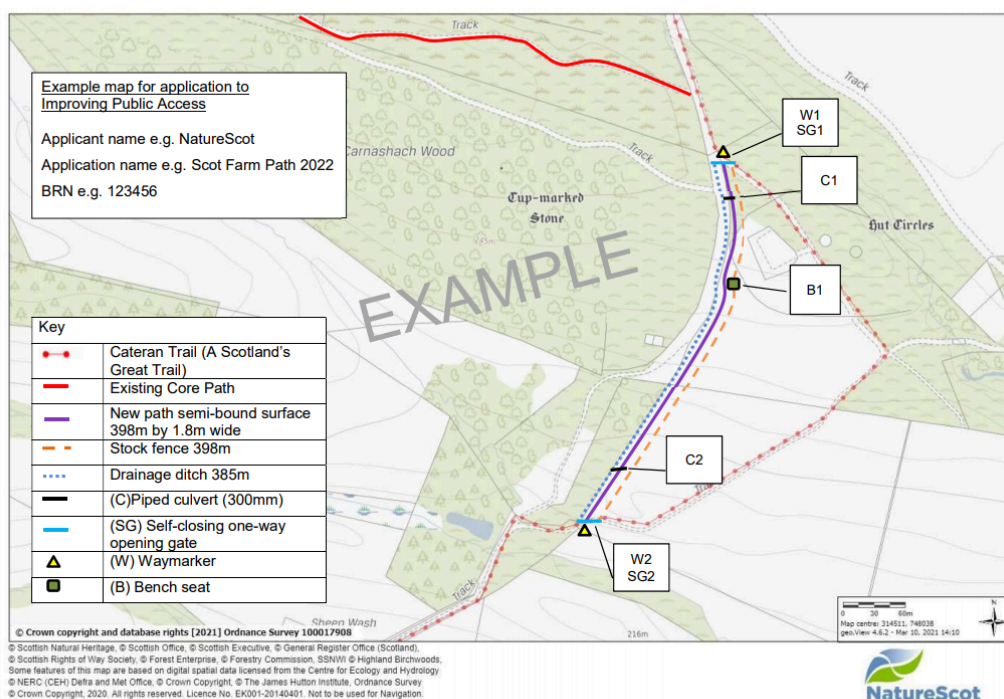 Track
Track
Example map for application to
Improving Public Access
Applicant name e.g. NatureScot
Application name e.g. Scot Farm Path 2022
BRN e.g. 123456
W1
SG1
Carnashach Wood
Track
C1
Cup-marked
Stone
Hut Circles
EXAMPLE
B1
Key
Cateran Trail (A Scotland's
Great Trail)
Existing Core Path
New path semi-bound surface
398m by 1.8m wide
Stock fence 398m
Drainage ditch 385m
(C)Piped culvert (300mm)
(SG) Self-closing one-way
opening gate
(W) Waymarker
(B) Bench seat
C2
W2
SG2
Track
Sheep Wash
216m
N
0 30 60m
Map centre: 314511, 748038
geo.View 4.6.2 - Mar 10, 2021 14:10
© Crown copyright and database rights [2021] Ordnance Survey 100017908
© Scottish Natural Heritage, © Scottish Office, © Scottish Executive, © General Register Office (Scotland),
© Scottish Rights of Way Society, © Forest Enterprise, © Forestry Commission, SSNWI © Highland Birchwoods,
Some features of this map are based on digital spatial data licensed from the Centre for Ecology and Hydrology
© NERC (CEH) Defra and Met Office, © Crown Copyright, © The James Hutton Institute, Ordnance Survey
© Crown Copyright, 2020. All rights reserved. Licence No. EK001-20140401. Not to be used for Navigation.
NatureScot